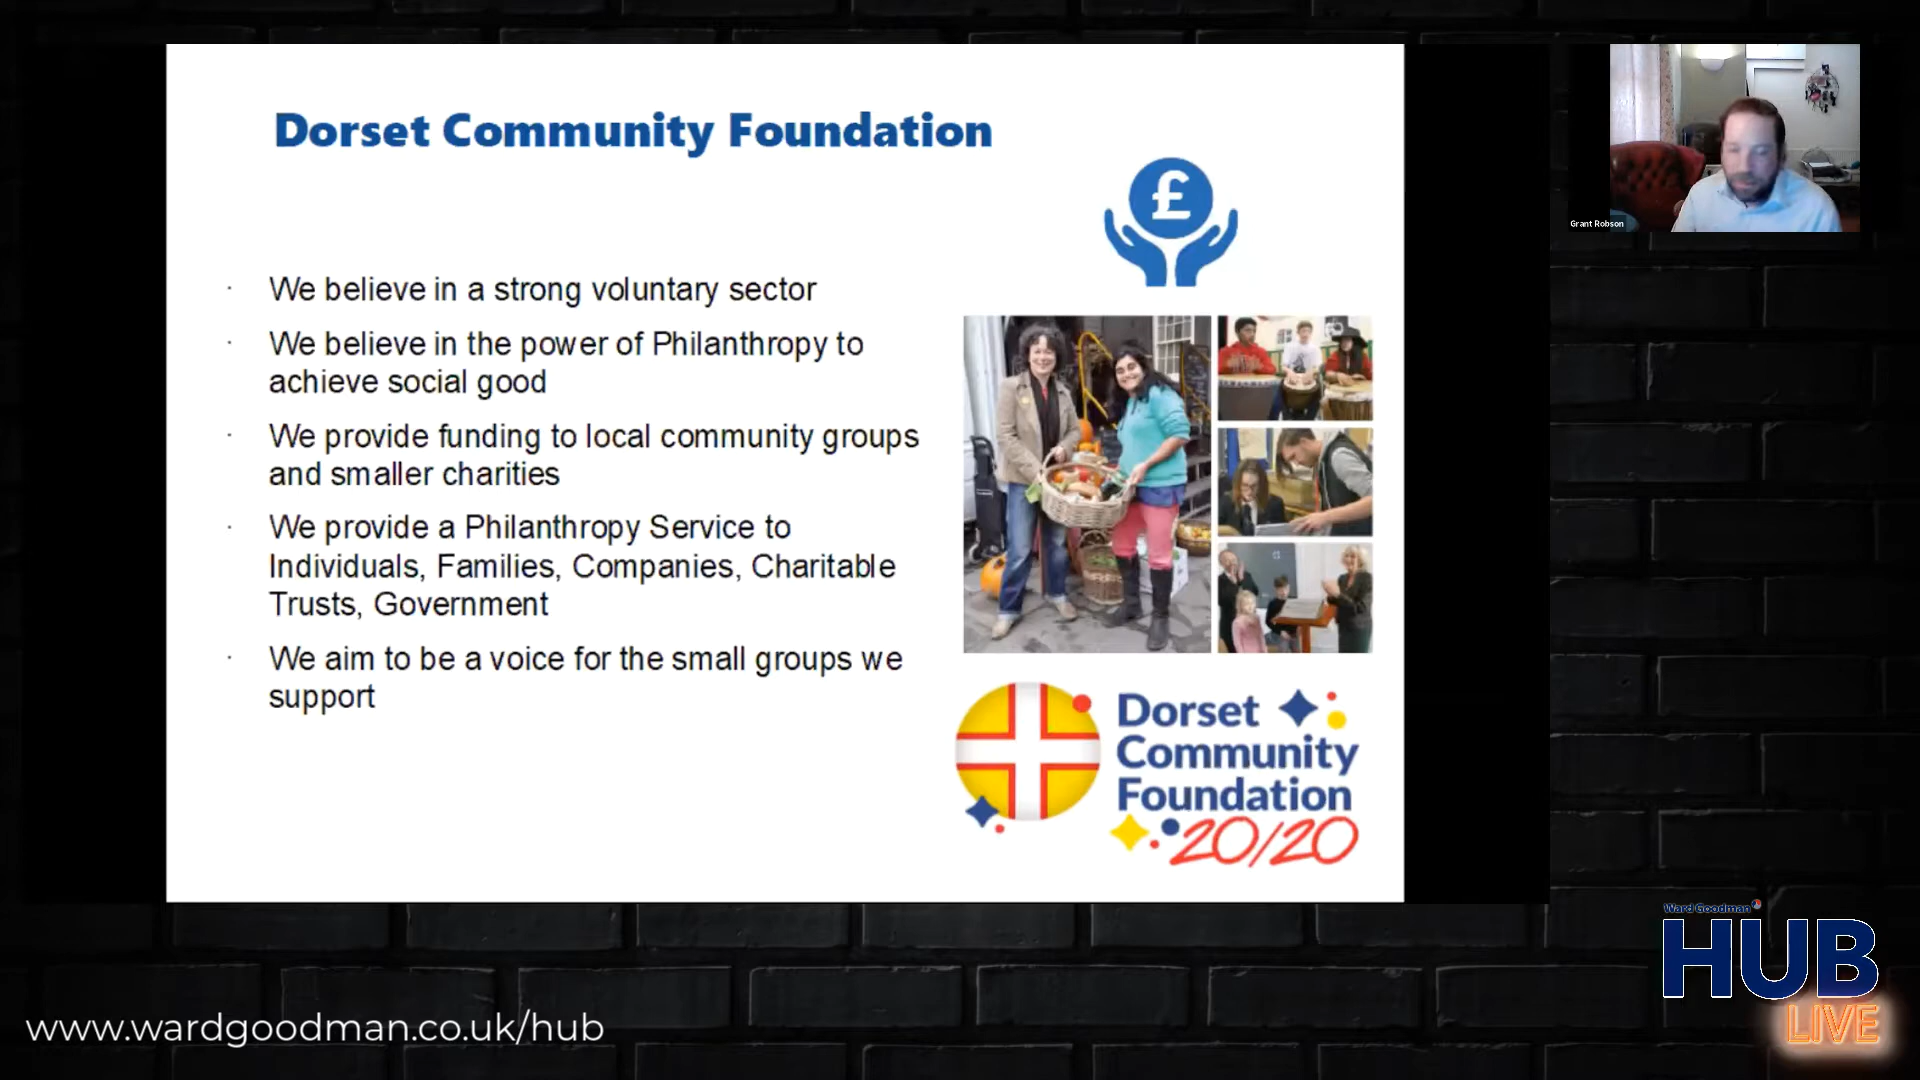 Dorset Community Foundation
£
Grant Robson
· We believe in a strong voluntary sector
· We believe in the power of Philanthropy to
achieve social good
· We provide funding to local community groups
and smaller charities
· We provide a Philanthropy Service to
Individuals, Families, Companies, Charitable
Trusts, Government
· We aim to be a voice for the small groups we
support
Dorset
Community
Foundation
20/20
Ward Goodman
HUB
LIVE
www.wardgoodman.co.uk/hub